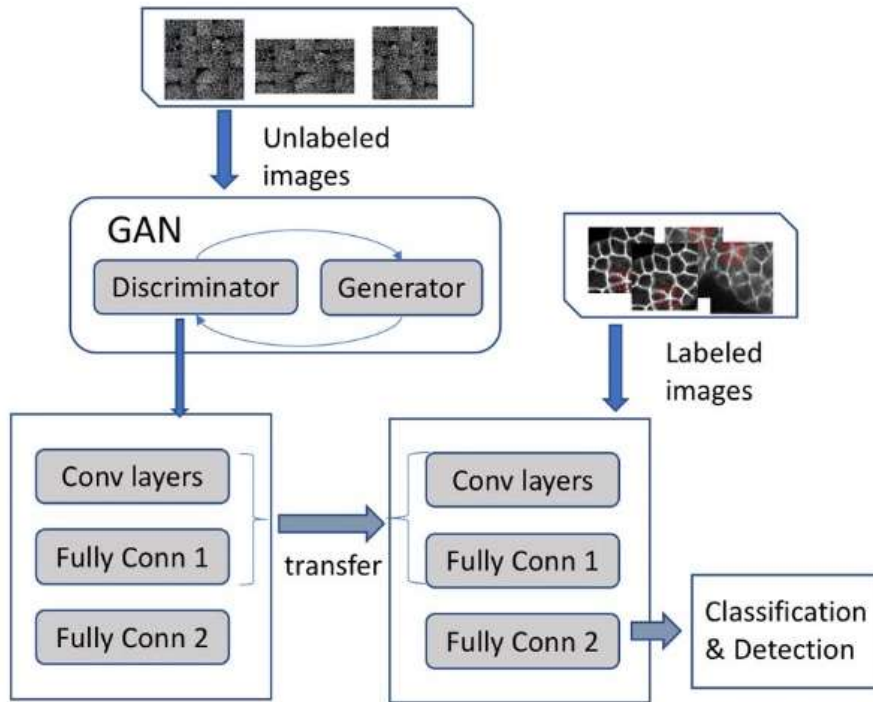 Unlabeled
images
GAN
Discriminator
Generator
Labeled
images
Conv layers
Fully Conn 1
Fully Conn 2
transfer
Conv layers
Fully Conn 1
Fully Conn 2
Classification
& Detection